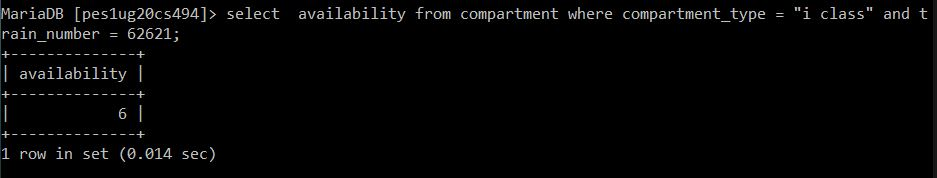 MariaDB [pes1ug20cs494]> select  availability from compartment where compartment_type = "i class" and t
rain_number = 62621;
+--------------+
| availability |
+--------------+
|            6 |
+--------------+
1 row in set (0.014 sec)